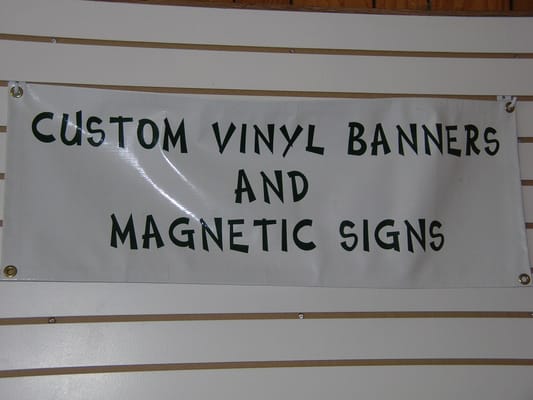 CUSTOM VINYL BANNERS
AND
MAGNETIC SIGNS